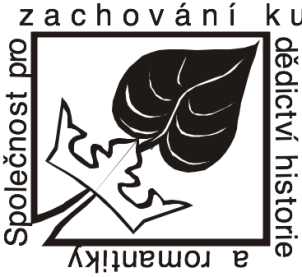 Společnost pro
zachování ku
dědictví historie
a romantiky